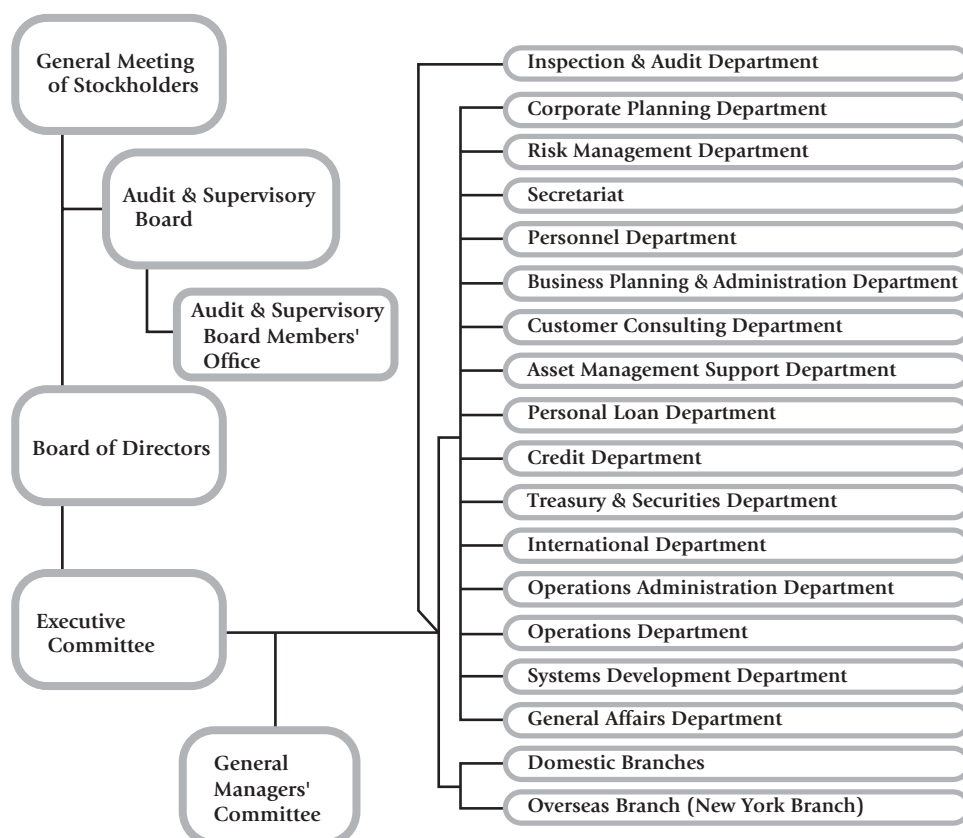 General Meeting
of Stockholders
Audit & Supervisory
Board
Audit & Supervisory
Board Members'
Office
Board of Directors
Executive
Committee
General
Managers'
Committee
Inspection & Audit Department
Corporate Planning Department
Risk Management Department
Secretariat
Personnel Department
Business Planning & Administration Department
Customer Consulting Department
Asset Management Support Department
Personal Loan Department
Credit Department
Treasury & Securities Department
International Department
Operations Administration Department
Operations Department
Systems Development Department
General Affairs Department
Domestic Branches
Overseas Branch (New York Branch)